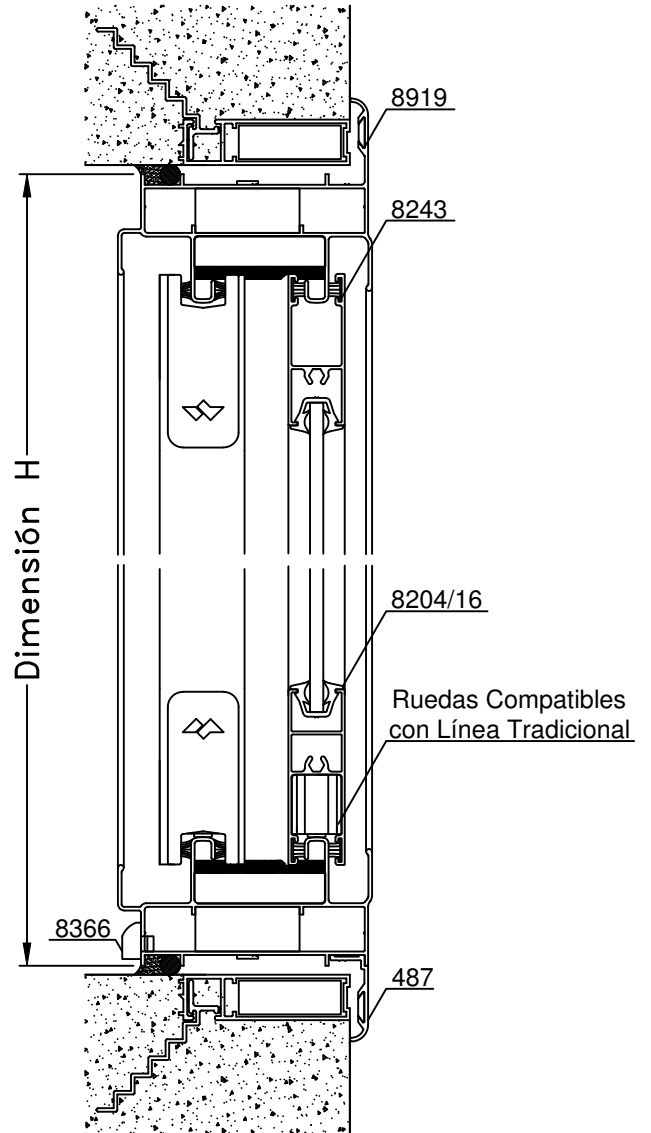 8919
8243
Dimensión H
8204/16
Ruedas Compatibles
con Línea Tradicional
8366
487